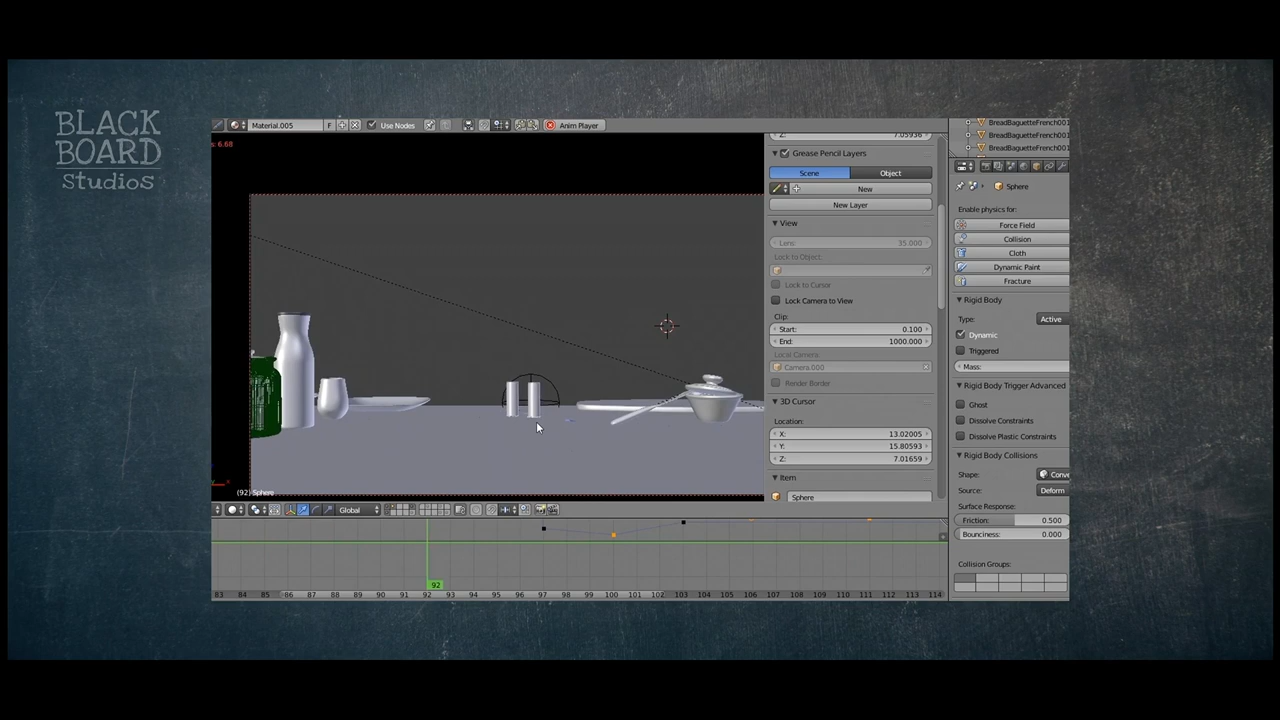 BLACK
BOARD
Studios
Material.005
F
Use Nodes
Anim Player
s: 6.68
(92) Sphere
Global
Z:
7.05936
Grease Pencil Layers
Scene
Object
New
New Layer
View
Lens:
35.000
Lock to Object:
Lock to Cursor
Lock Camera to View
Clip:
Start:
0.100
End:
1000.000
Local Camera:
Camera.000
Render Border
3D Cursor
Location:
X:
13.02005
Y:
15.80593
Z:
7.01659
Item
Sphere
BreadBaguetteFrench001
BreadBaguetteFrench001
BreadBaguetteFrench001
Sphere
Enable physics for:
Force Field
Collision
Cloth
Dynamic Paint
Fracture
Rigid Body
Type:
Active
Dynamic
Triggered
Mass:
Rigid Body Trigger Advanced
Ghost
Dissolve Constraints
Dissolve Plastic Constraints
Rigid Body Collisions
Shape:
Conve
Source:
Deform
Surface Response:
Friction:
0.500
Bounciness:
0.000
Collision Groups:
92
83 84 85 86 87 88 89 90 91 92 93 94 95 96 97 98 99 100 101 102 103 104 105 106 107 108 109 110 111 112 113 114